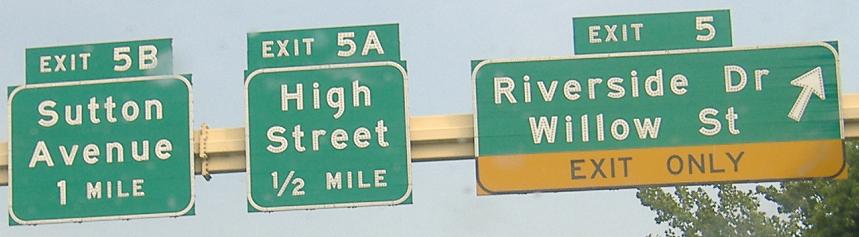 EXIT 5B
Sutton
Avenue
1 MILE
EXIT 5A
High
Street
1/2 MILE
EXIT 5
Riverside Dr
Willow St
EXIT ONLY